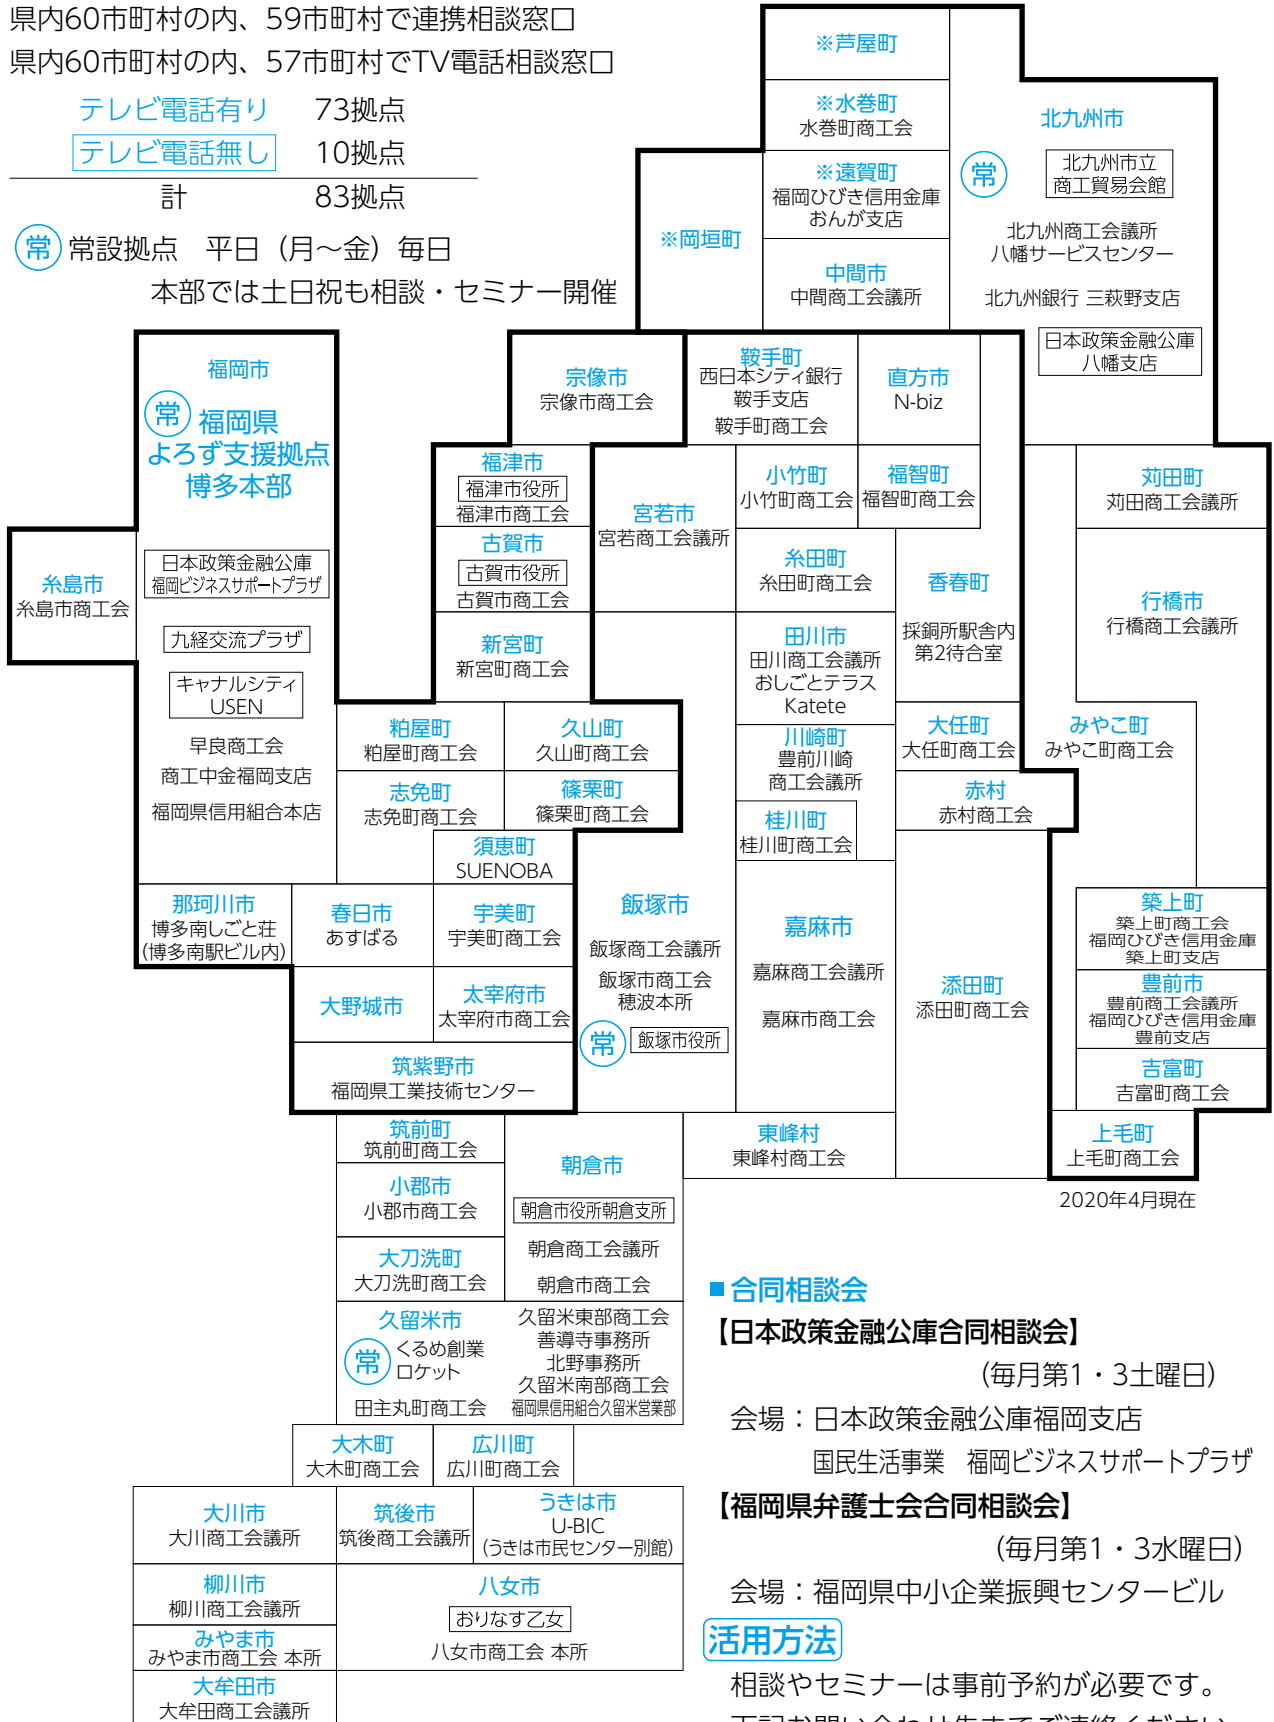 県内60市町村の内、59市町村で連携相談窓口
県内60市町村の内、57市町村でTV電話相談窓口
テレビ電話有り 73拠点
テレビ電話無し 10拠点
計 83拠点
常 常設拠点 平日（月～金）毎日
本部では土日祝も相談・セミナー開催
※芦屋町
※水巻町
水巻町商工会
※遠賀町
福岡ひびき信用金庫
おんが支店
※岡垣町
中間市
中間商工会議所
北九州市
常
北九州市立
商工貿易会館
北九州商工会議所
八幡サービスセンター
北九州銀行 三萩野支店
日本政策金融公庫
八幡支店
福岡市
常 福岡県
よろず支援拠点
博多本部
日本政策金融公庫
福岡ビジネスサポートプラザ
九経交流プラザ
キャナルシティ
USEN
早良商工会
商工中金福岡支店
福岡県信用組合本店
糸島市
糸島市商工会
宗像市
宗像市商工会
鞍手町
西日本シティ銀行
鞍手支店
鞍手町商工会
直方市
N-biz
福津市
福津市役所
福津市商工会
古賀市
古賀市役所
古賀市商工会
新宮町
新宮町商工会
宮若市
宮若商工会議所
小竹町
小竹町商工会
福智町
福智町商工会
糸田町
糸田町商工会
香春町
採銅所駅舎内
第2待合室
苅田町
苅田商工会議所
行橋市
行橋商工会議所
田川市
田川商工会議所
おしごとテラス
Katete
粕屋町
粕屋町商工会
久山町
久山町商工会
川崎町
豊前川崎
商工会議所
大任町
大任町商工会
みやこ町
みやこ町商工会
志免町
志免町商工会
篠栗町
篠栗町商工会
桂川町
桂川町商工会
赤村
赤村商工会
須恵町
SUENOBA
那珂川市
博多南しごと荘
(博多南駅ビル内)
春日市
あすばる
宇美町
宇美町商工会
飯塚市
飯塚商工会議所
飯塚市商工会
穂波本所
常 飯塚市役所
嘉麻市
嘉麻商工会議所
嘉麻市商工会
添田町
添田町商工会
築上町
築上町商工会
福岡ひびき信用金庫
築上町支店
豊前市
豊前商工会議所
福岡ひびき信用金庫
豊前支店
吉富町
吉富町商工会
上毛町
上毛町商工会
大野城市
太宰府市
太宰府市商工会
筑紫野市
福岡県工業技術センター
筑前町
筑前町商工会
朝倉市
朝倉市役所朝倉支所
朝倉商工会議所
朝倉市商工会
東峰村
東峰村商工会
2020年4月現在
小郡市
小郡市商工会
大刀洗町
大刀洗町商工会
久留米市
常 くるめ創業
ロケット
田主丸町商工会
久留米東部商工会
善導寺事務所
北野事務所
久留米南部商工会
福岡県信用組合久留米営業部
大木町
大木町商工会
広川町
広川町商工会
大川市
大川商工会議所
筑後市
筑後商工会議所
うきは市
U-BIC
(うきは市民センター別館)
柳川市
柳川商工会議所
八女市
おりなす乙女
八女市商工会 本所
みやま市
みやま市商工会 本所
大牟田市
大牟田商工会議所
■合同相談会
【日本政策金融公庫合同相談会】
（毎月第1・3土曜日）
会場：日本政策金融公庫福岡支店
国民生活事業 福岡ビジネスサポートプラザ
【福岡県弁護士会合同相談会】
（毎月第1・3水曜日）
会場：福岡県中小企業振興センタービル
活用方法
相談やセミナーは事前予約が必要です。
下記お問い合わせ先までご連絡ください